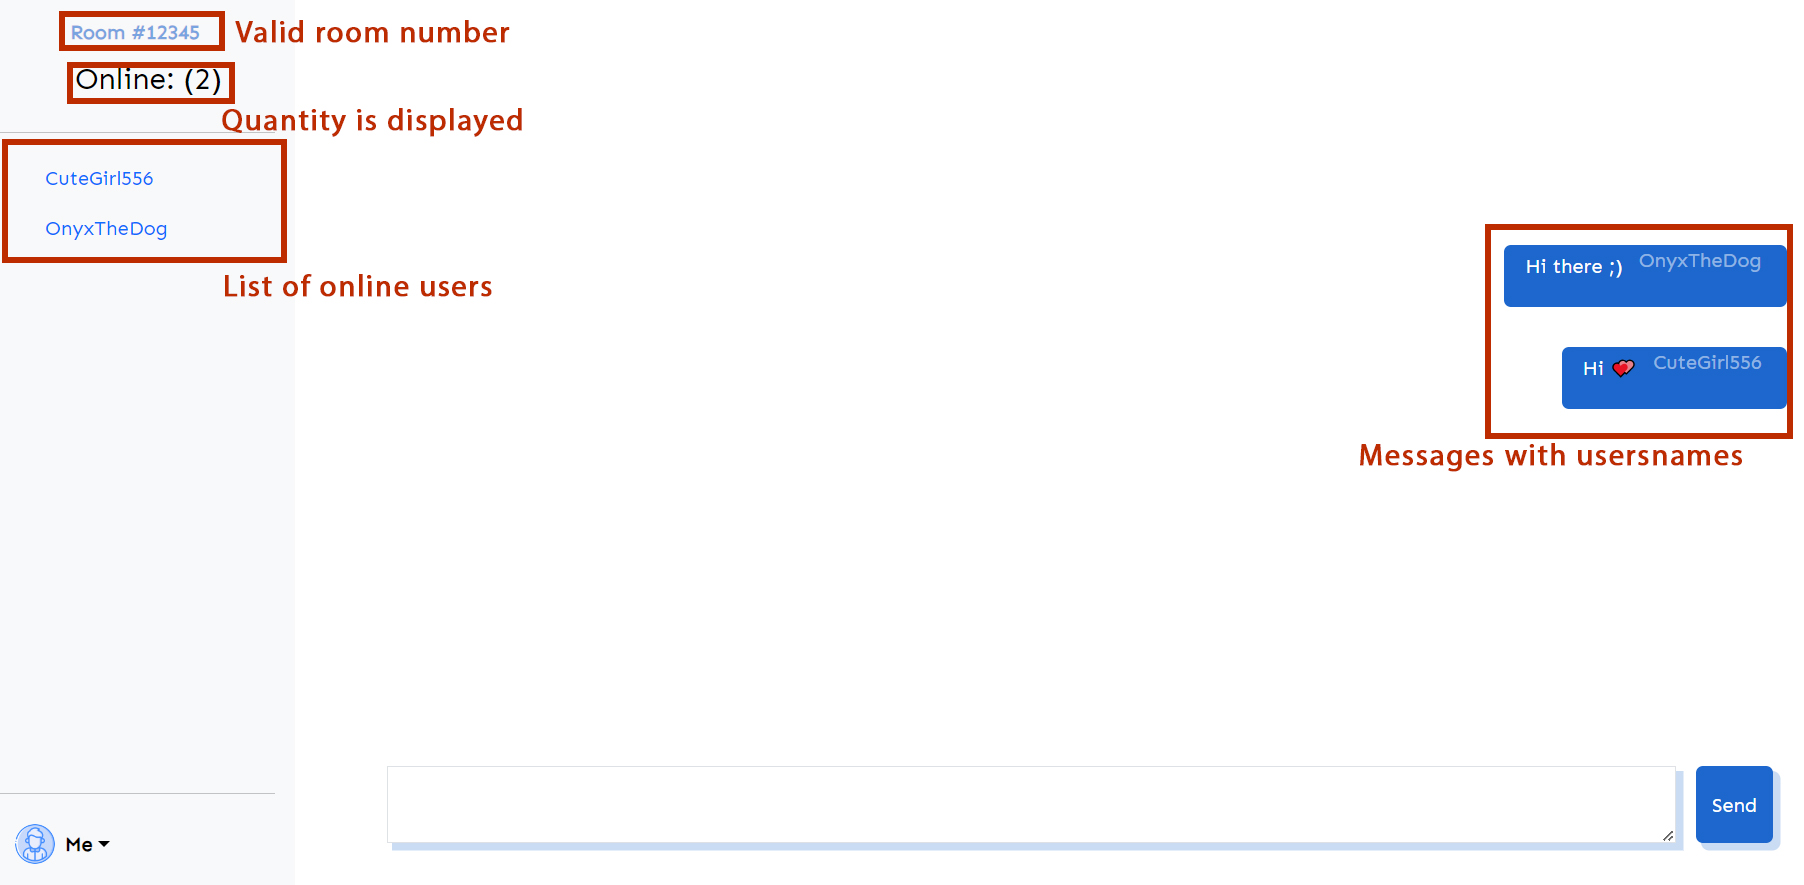 Room #12345
Valid room number
Online: (2)
Quantity is displayed
CuteGirl556
OnyxTheDog
List of online users
Hi there ;) OnyxTheDog
Hi 💕 CuteGirl556
Messages with usersnames
Send
Me